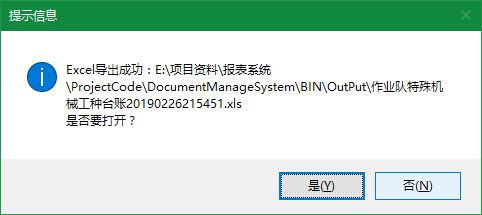 提示信息
Excel导出成功：E:\项目资料\报表系统
\ProjectCode\DocumentManageSystem\BIN\OutPut\作业队特殊机
械工种台账20190226215451.xls
是否要打开？
是(Y)
否(N)